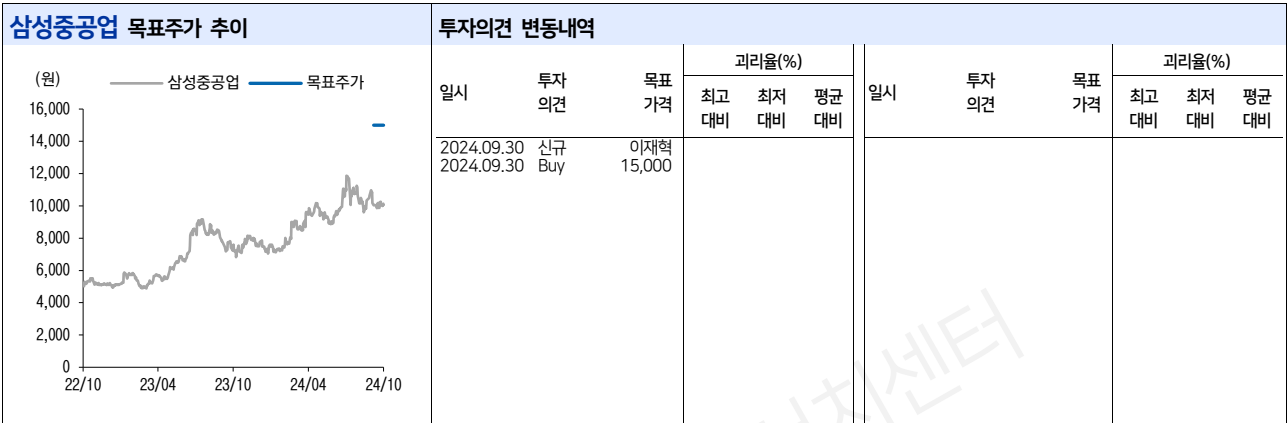 삼성중공업 목표주가 추이
(원)
삼성중공업 목표주가
16,000
14,000
12,000
10,000
8,000
6,000
4,000
2,000
0
22/10 23/04 23/10 24/04 24/10
투자의견 변동내역
일시 투자의견 목표가격 괴리율(%) 최고대비 최저대비 평균대비
일시 투자의견 목표가격 괴리율(%) 최고대비 최저대비 평균대비
2024.09.30 신규 이재혁
2024.09.30 Buy 15,000
센터